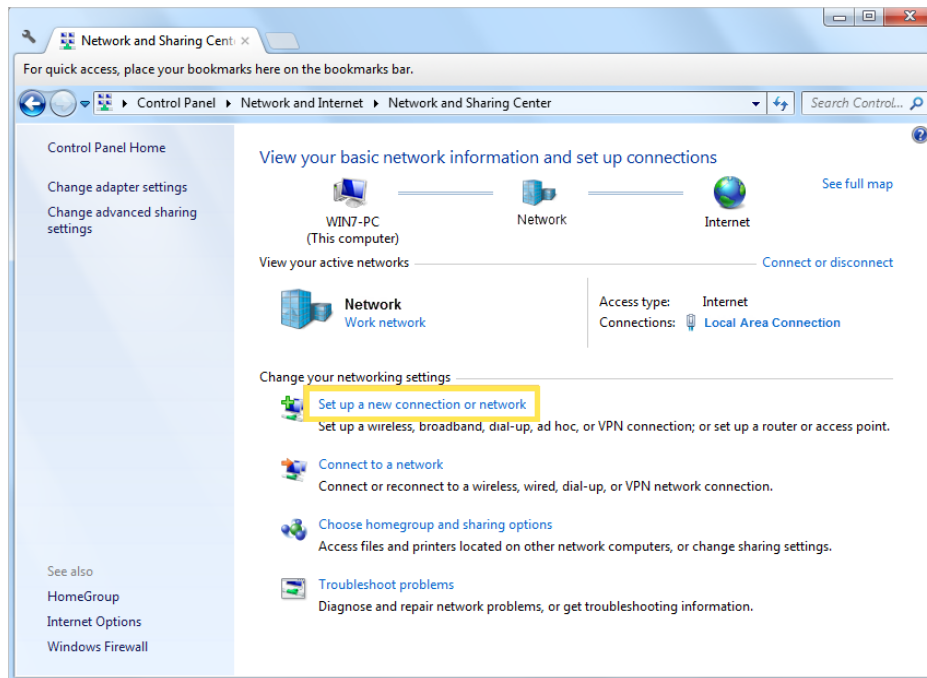 Network and Sharing Cent
For quick access, place your bookmarks here on the bookmarks bar.
Control Panel Network and Internet Network and Sharing Center
Search Control...
Control Panel Home
Change adapter settings
Change advanced sharing
settings
See also
HomeGroup
Internet Options
Windows Firewall
View your basic network information and set up connections
See full map
WIN7-PC
(This computer)
Network
Internet
View your active networks
Connect or disconnect
Network
Work network
Access type: Internet
Connections: Local Area Connection
Change your networking settings
Set up a new connection or network
Set up a wireless, broadband, dial-up, ad hoc, or VPN connection; or set up a router or access point.
Connect to a network
Connect or reconnect to a wireless, wired, dial-up, or VPN network connection.
Choose homegroup and sharing options
Access files and printers located on other network computers, or change sharing settings.
Troubleshoot problems
Diagnose and repair network problems, or get troubleshooting information.